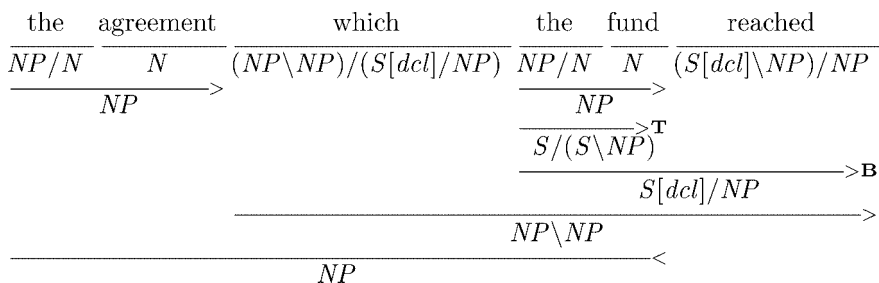 the agreement which the fund reached
NP/N N (NP\NP)/(S[dcl]/NP) NP/N N (S[dcl]\NP)/NP
> >
NP NP
>T
S/(S\NP)
>B
S[dcl]/NP
>
NP\NP
<
NP